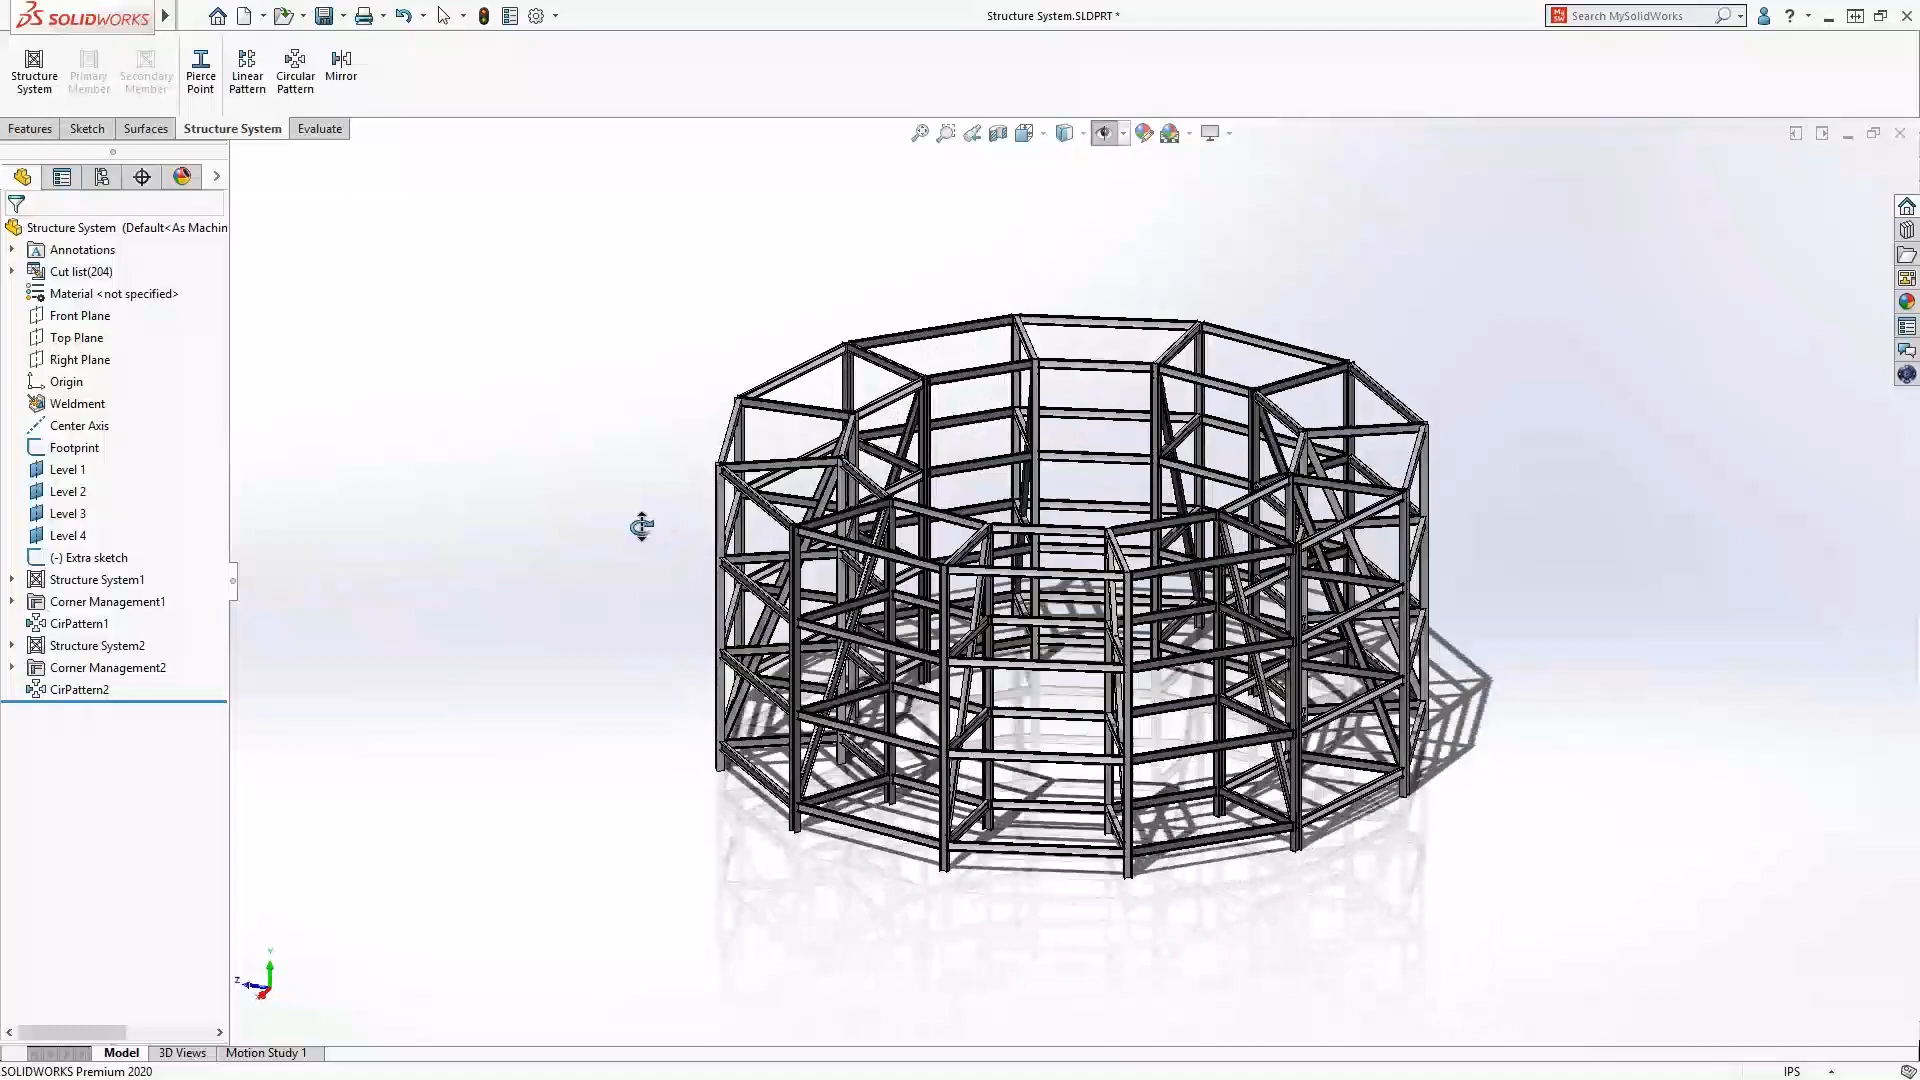 SOLIDWORKS
Structure System.SLDPRT *
Search MySolidWorks
Structure System
Primary Member
Secondary Member
Pierce Point
Linear Pattern
Circular Pattern
Mirror
Features
Sketch
Surfaces
Structure System
Evaluate
Structure System (Default<As Machin
Annotations
Cut list(204)
Material <not specified>
Front Plane
Top Plane
Right Plane
Origin
Weldment
Center Axis
Footprint
Level 1
Level 2
Level 3
Level 4
(-) Extra sketch
Structure System1
Corner Management1
CirPattern1
Structure System2
Corner Management2
CirPattern2
Y
Z
Model
3D Views
Motion Study 1
SOLIDWORKS Premium 2020
IPS